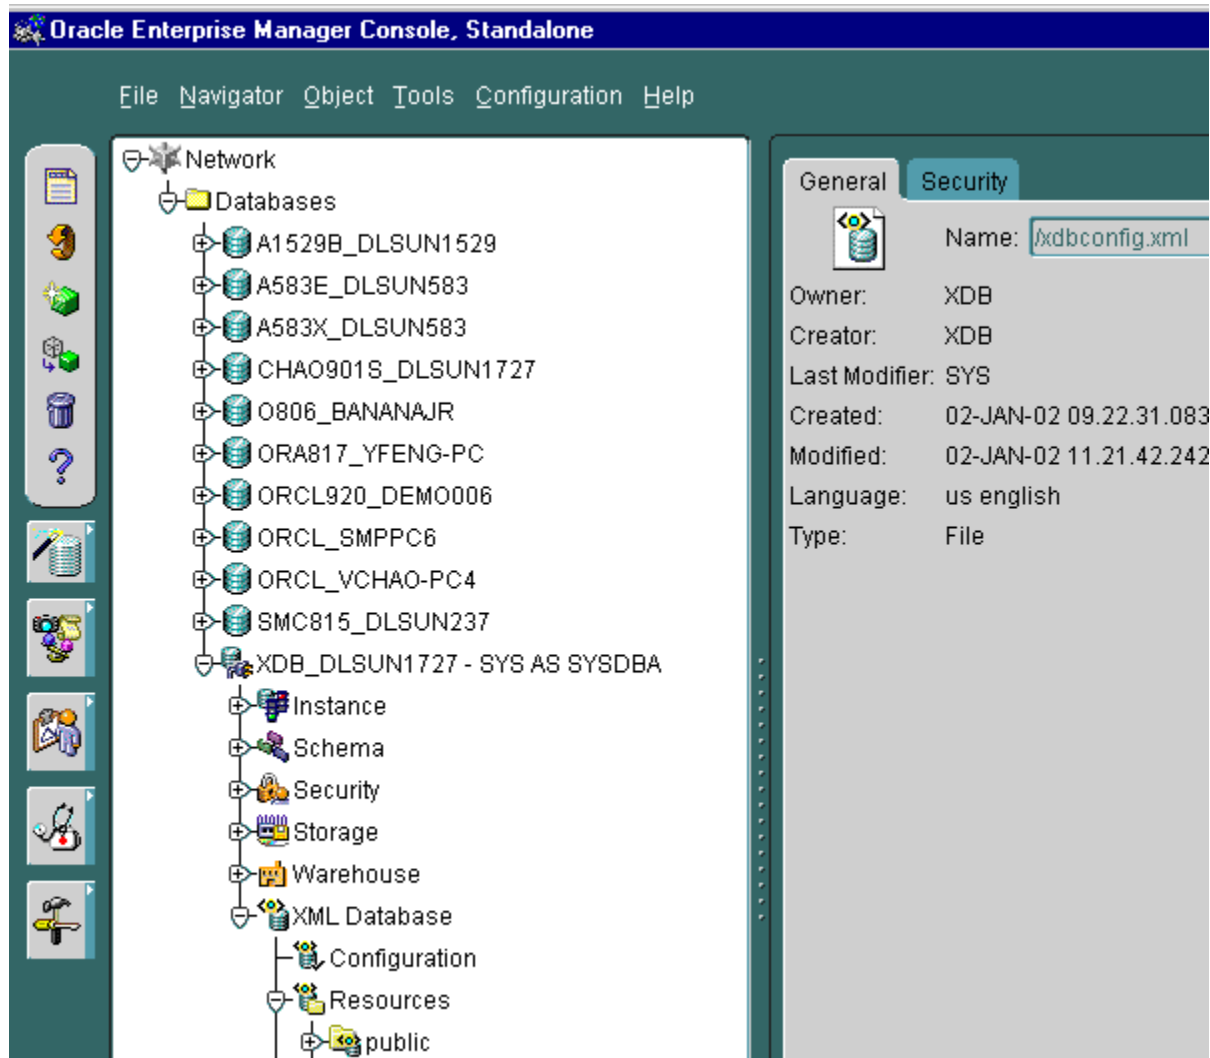 Oracle Enterprise Manager Console, Standalone
File Navigator Object Tools Configuration Help
Network
Databases
A1529B_DLSUN1529
A583E_DLSUN583
A583X_DLSUN583
CHAO901S_DLSUN1727
O806_BANANAJR
ORA817_YFENG-PC
ORCL920_DEMO006
ORCL_SMPPC6
ORCL_VCHAO-PC4
SMC815_DLSUN237
XDB_DLSUN1727 - SYS AS SYSDBA
Instance
Schema
Security
Storage
Warehouse
XML Database
Configuration
Resources
public
General Security
Name: /xdbconfig.xml
Owner: XDB
Creator: XDB
Last Modifier: SYS
Created: 02-JAN-02 09.22.31.083
Modified: 02-JAN-02 11.21.42.242
Language: us english
Type: File